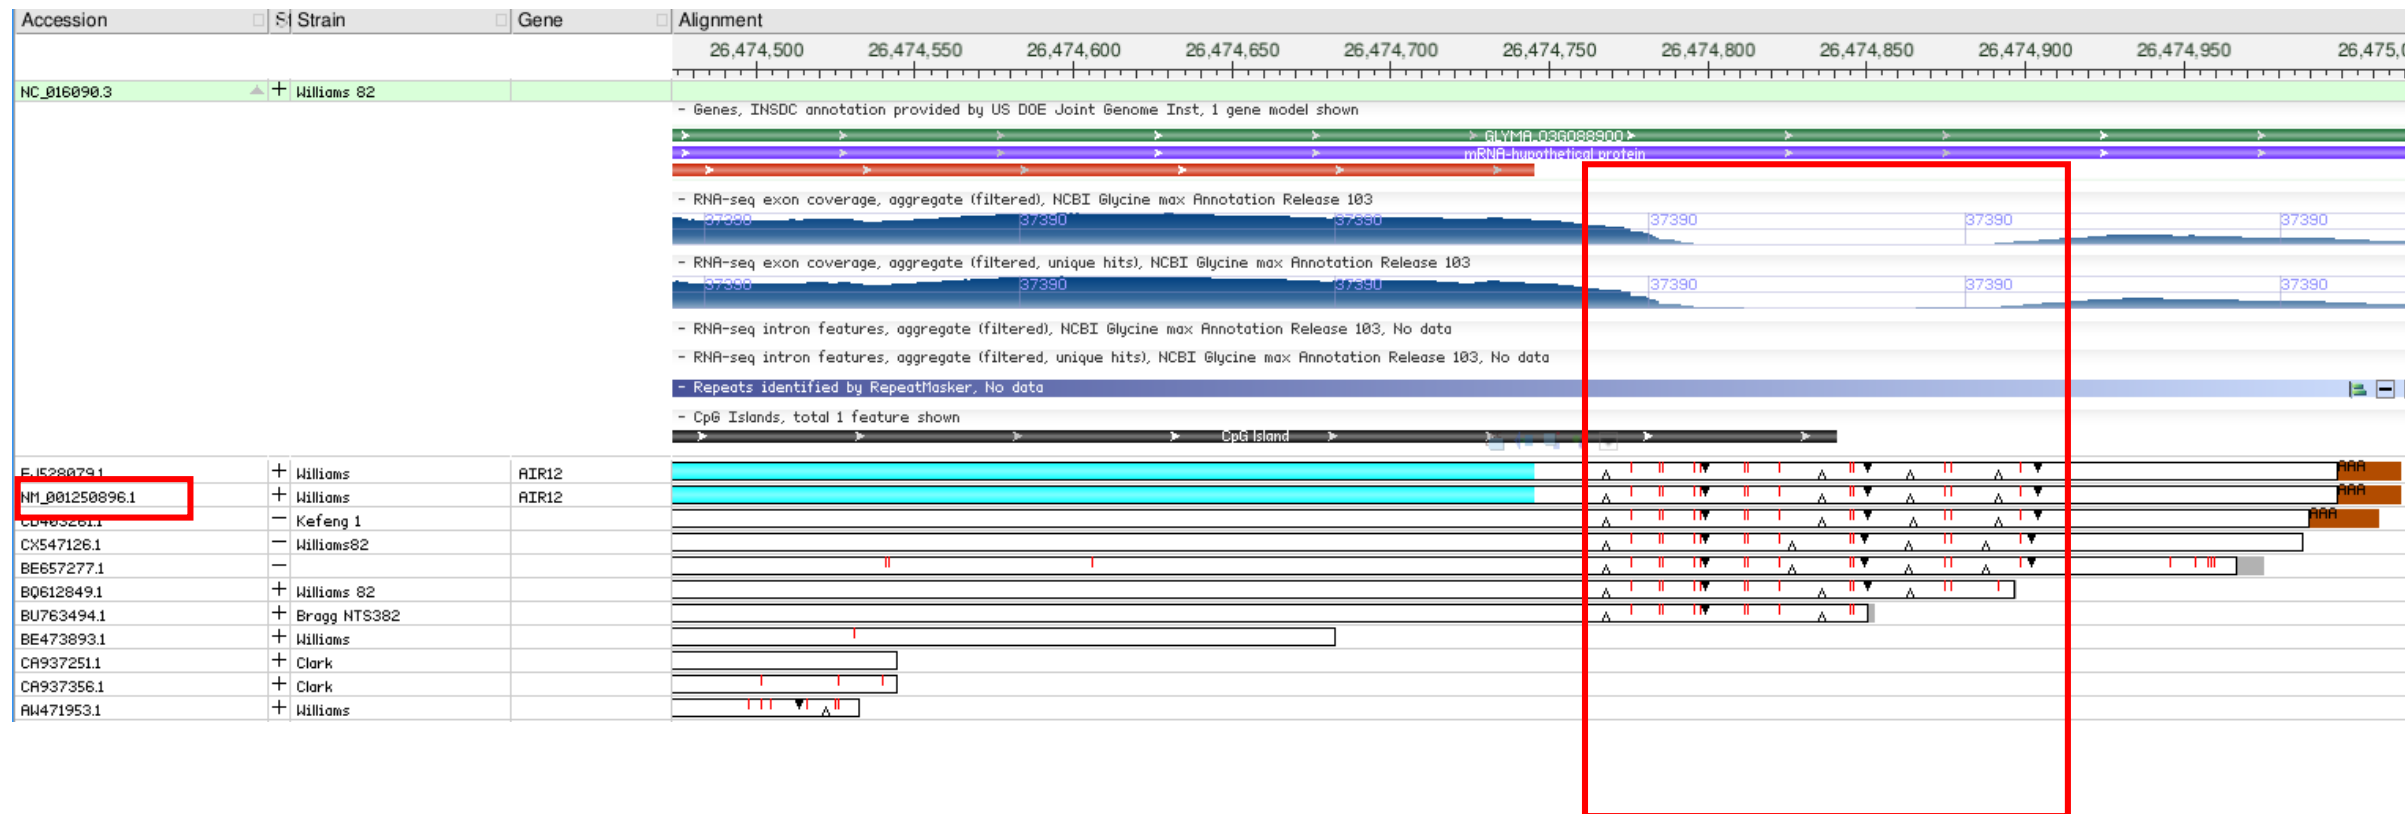 Accession St Strain Gene Alignment
26,474,500 26,474,550 26,474,600 26,474,650 26,474,700 26,474,750 26,474,800 26,474,850 26,474,900 26,474,950 26,475,0
NC_016090.3 + Williams 82
- Genes, INSDC annotation provided by US DOE Joint Genome Inst, 1 gene model shown
GLYMA_03G088900
mRNA-hypothetical protein
- RNA-seq exon coverage, aggregate (filtered), NCBI Glycine max Annotation Release 103
37390 37390 37390 37390 37390 37390
- RNA-seq exon coverage, aggregate (filtered, unique hits), NCBI Glycine max Annotation Release 103
37390 37390 37390 37390 37390 37390
- RNA-seq intron features, aggregate (filtered), NCBI Glycine max Annotation Release 103, No data
- RNA-seq intron features, aggregate (filtered, unique hits), NCBI Glycine max Annotation Release 103, No data
- Repeats identified by RepeatMasker, No data
- CpG Islands, total 1 feature shown
CpG Island
FJ528079.1 + Williams AIR12 AAA
NM_001250896.1 + Williams AIR12 AAA
CD403261.1 − Kefeng 1 AAA
CX547126.1 − Williams82
BE657277.1 −
BQ612849.1 + Williams 82
BU763494.1 + Bragg NTS382
BE473893.1 + Williams
CA937251.1 + Clark
CA937356.1 + Clark
AW471953.1 + Williams